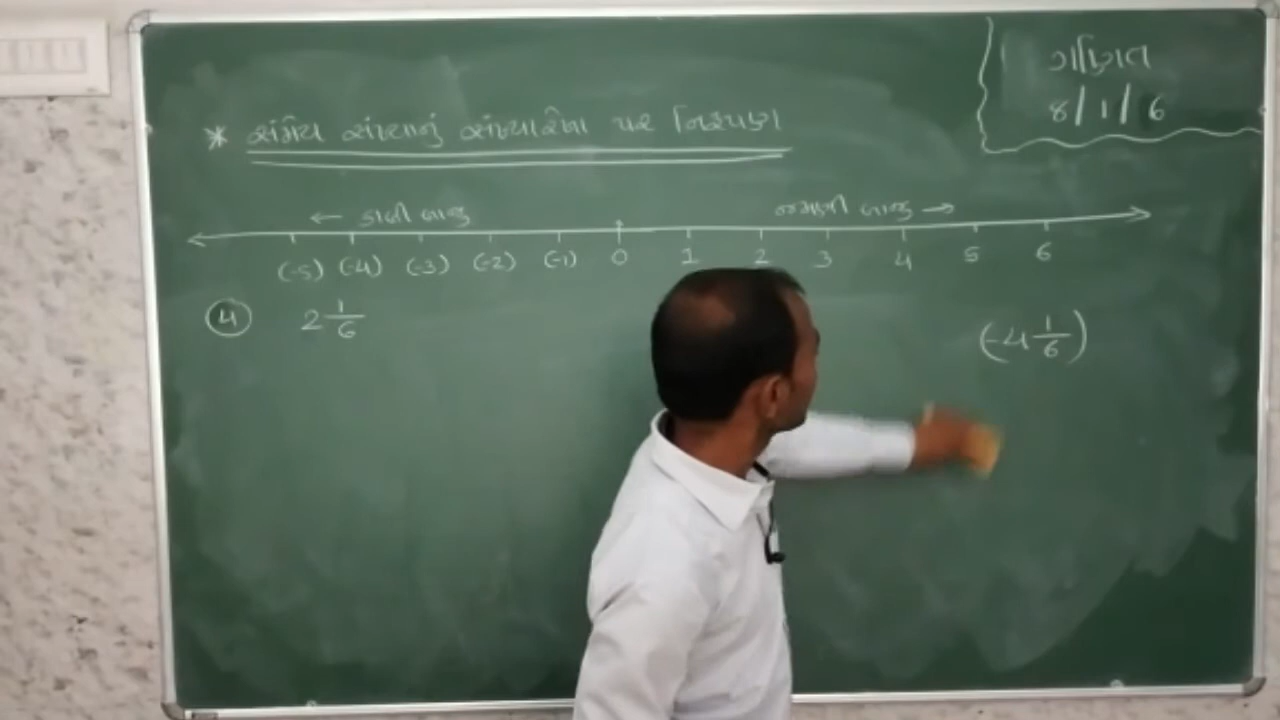 ગણિત
8/1/6
* સંમેય સંખ્યાનું સંખ્યારેખા પર નિરૂપણ
← ડાબી બાજુ જમણી બાજુ →
(-5) (-4) (-3) (-2) (-1) 0 1 2 3 4 5 6
(4) 2 1/6 (-4 1/6)